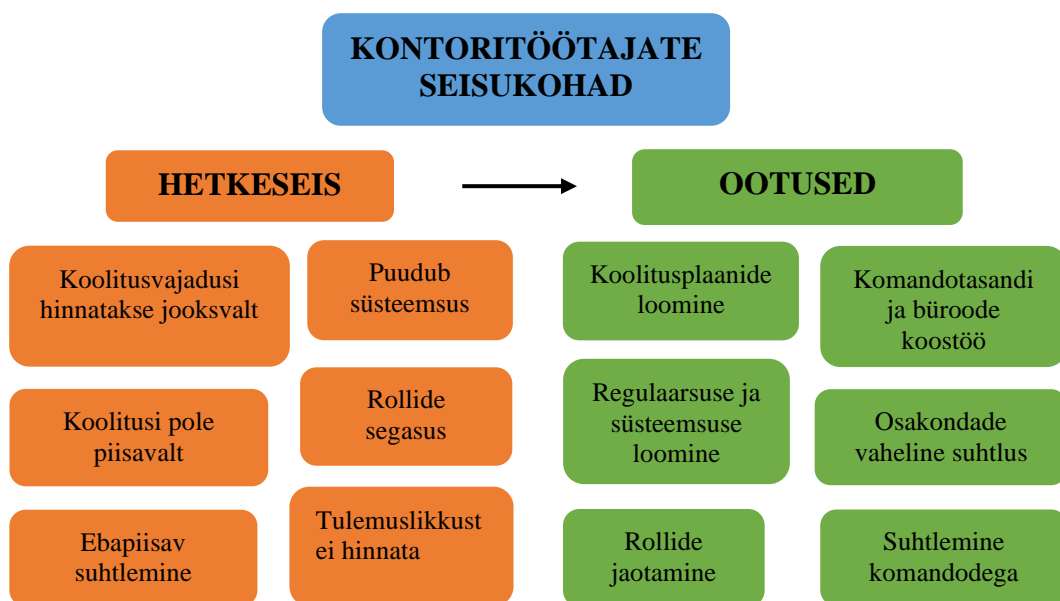 KONTORITÖÖTAJATE
SEISUKOHAD
HETKESEIS
OOTUSED
Koolitusvajadusi
hinnatakse jooksvalt
Puudub
süsteemsus
Koolitusplaanide
loomine
Komandotasandi
ja büroode
koostöö
Koolitusi pole
piisavalt
Rollide
segasus
Regulaarsuse ja
süsteemsuse
loomine
Osakondade
vaheline suhtlus
Ebapiisav
suhtlemine
Tulemuslikkust
ei hinnata
Rollide
jaotamine
Suhtlemine
komandodega